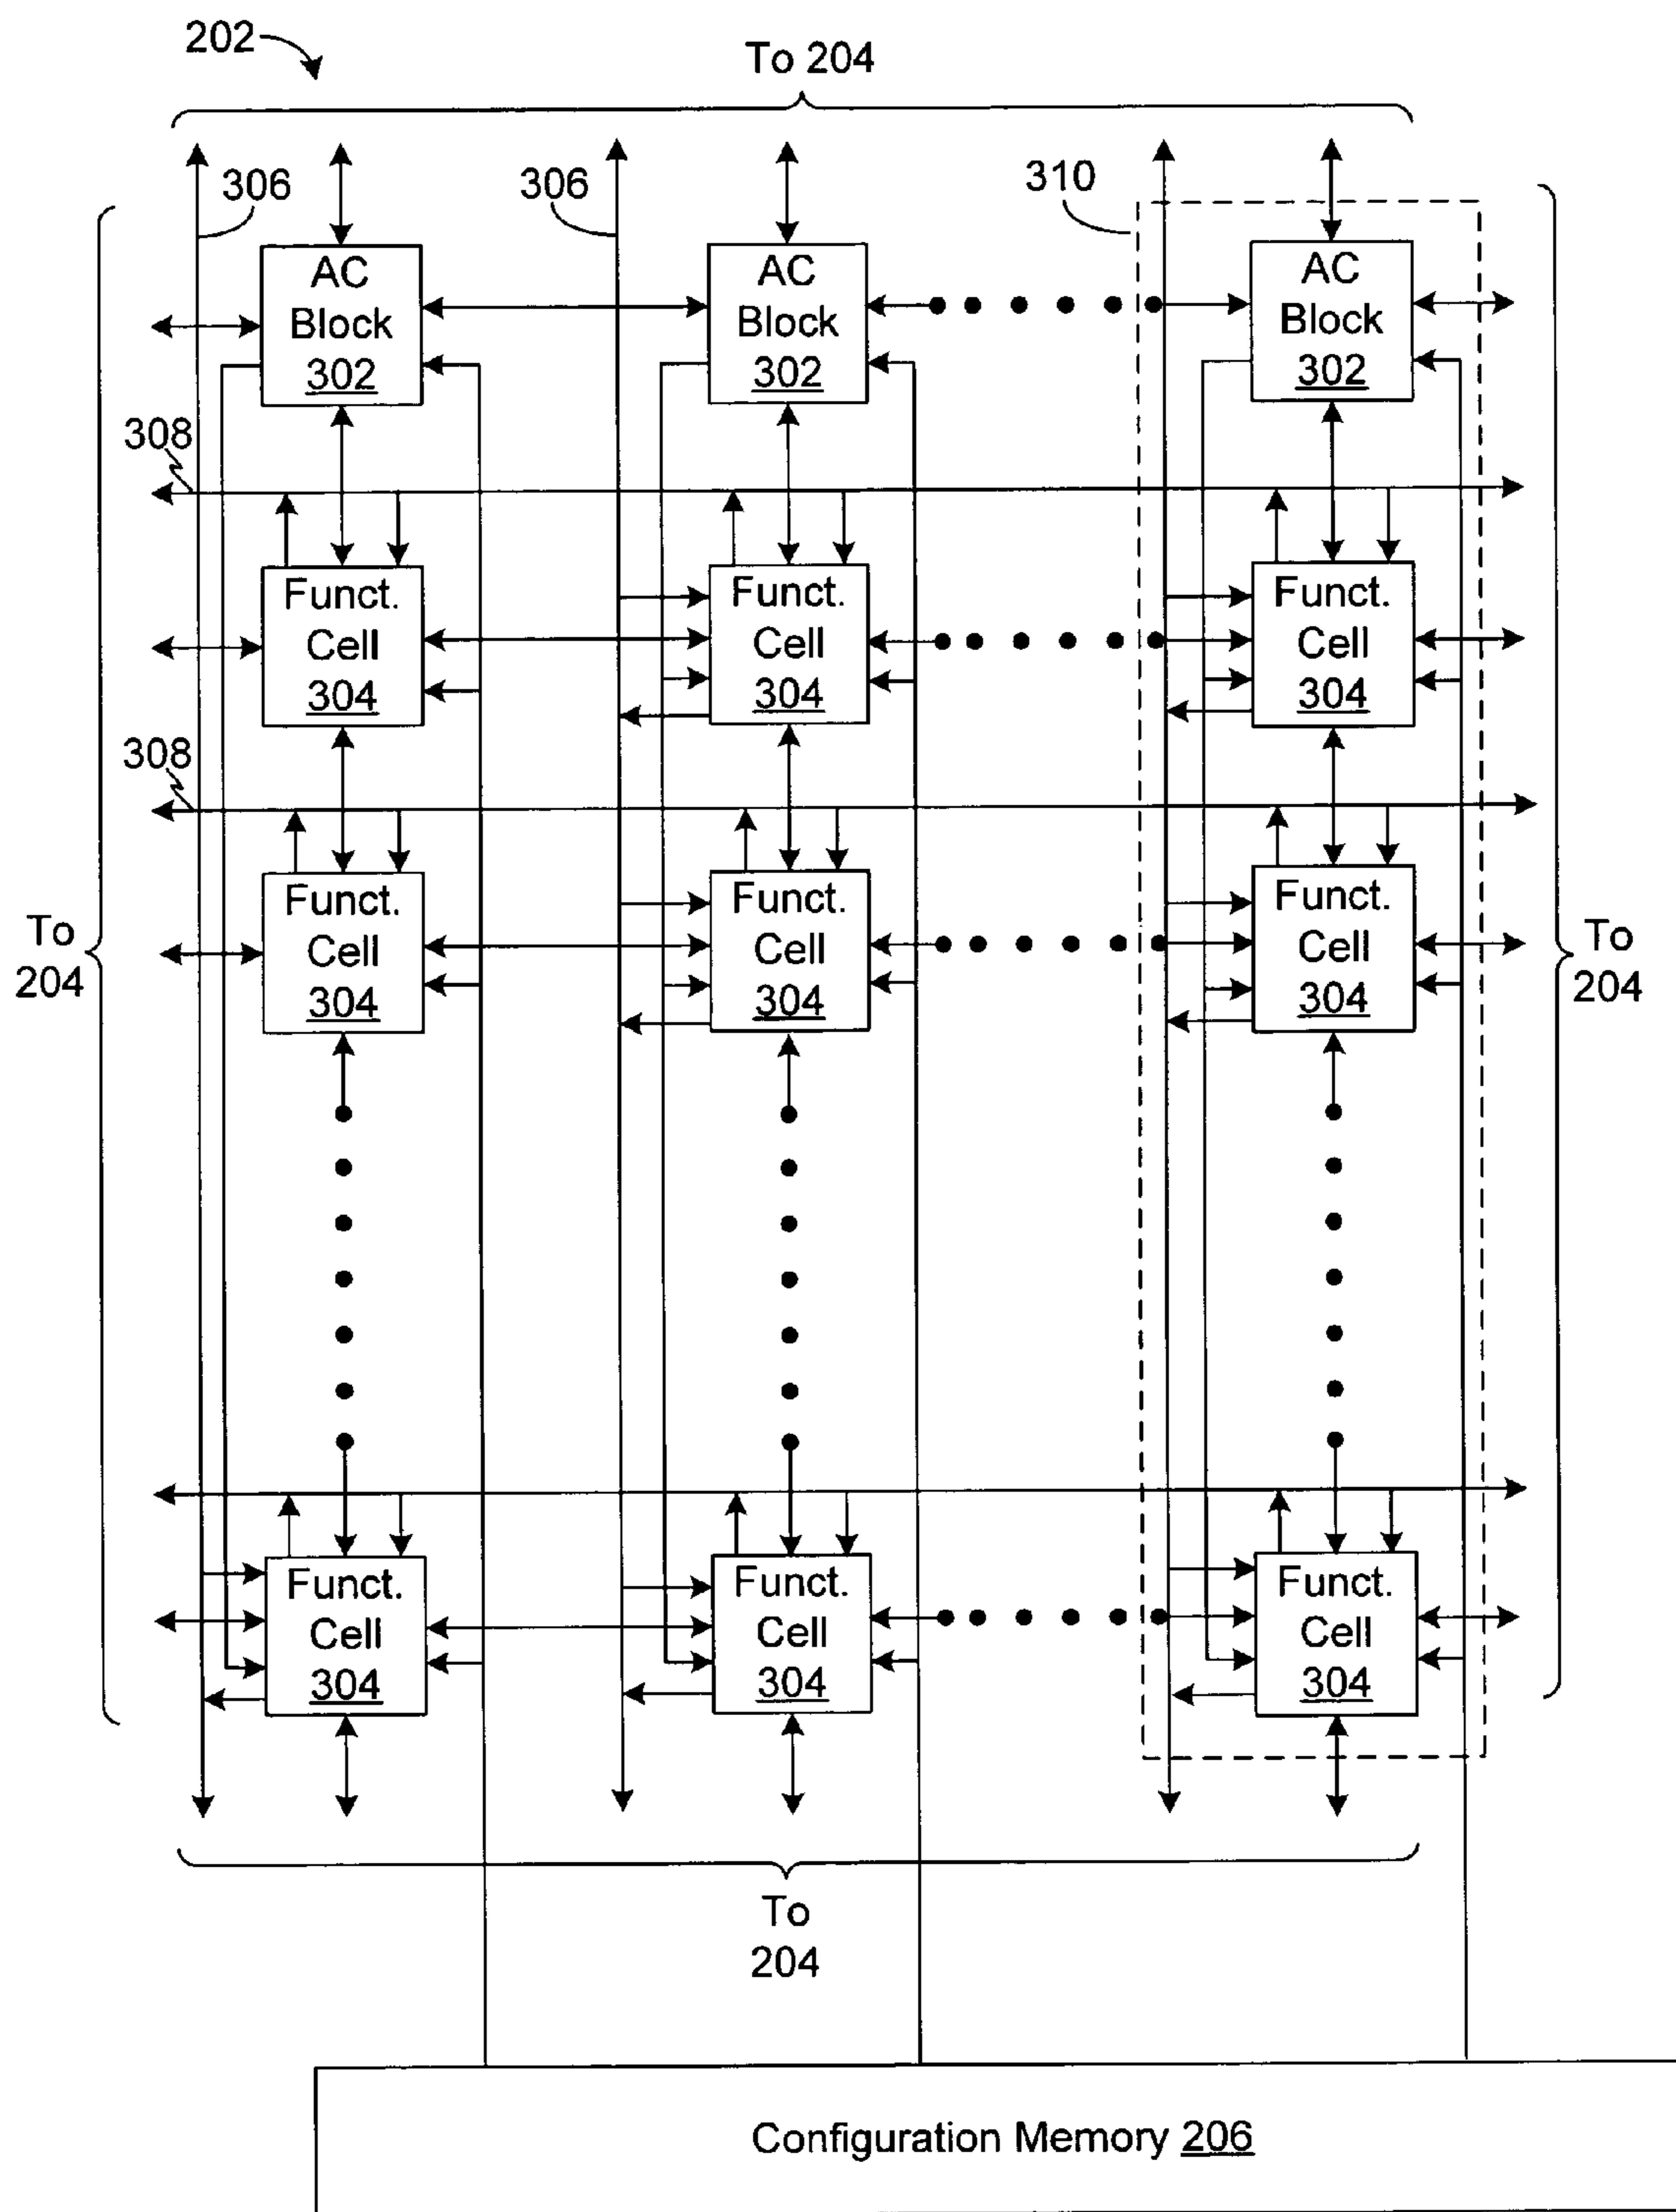 202
To 204
306
306
310
AC
Block
302
AC
Block
302
AC
Block
302
308
Funct.
Cell
304
Funct.
Cell
304
Funct.
Cell
304
308
Funct.
Cell
304
Funct.
Cell
304
Funct.
Cell
304
To
204
To
204
Funct.
Cell
304
Funct.
Cell
304
Funct.
Cell
304
To
204
Configuration Memory 206